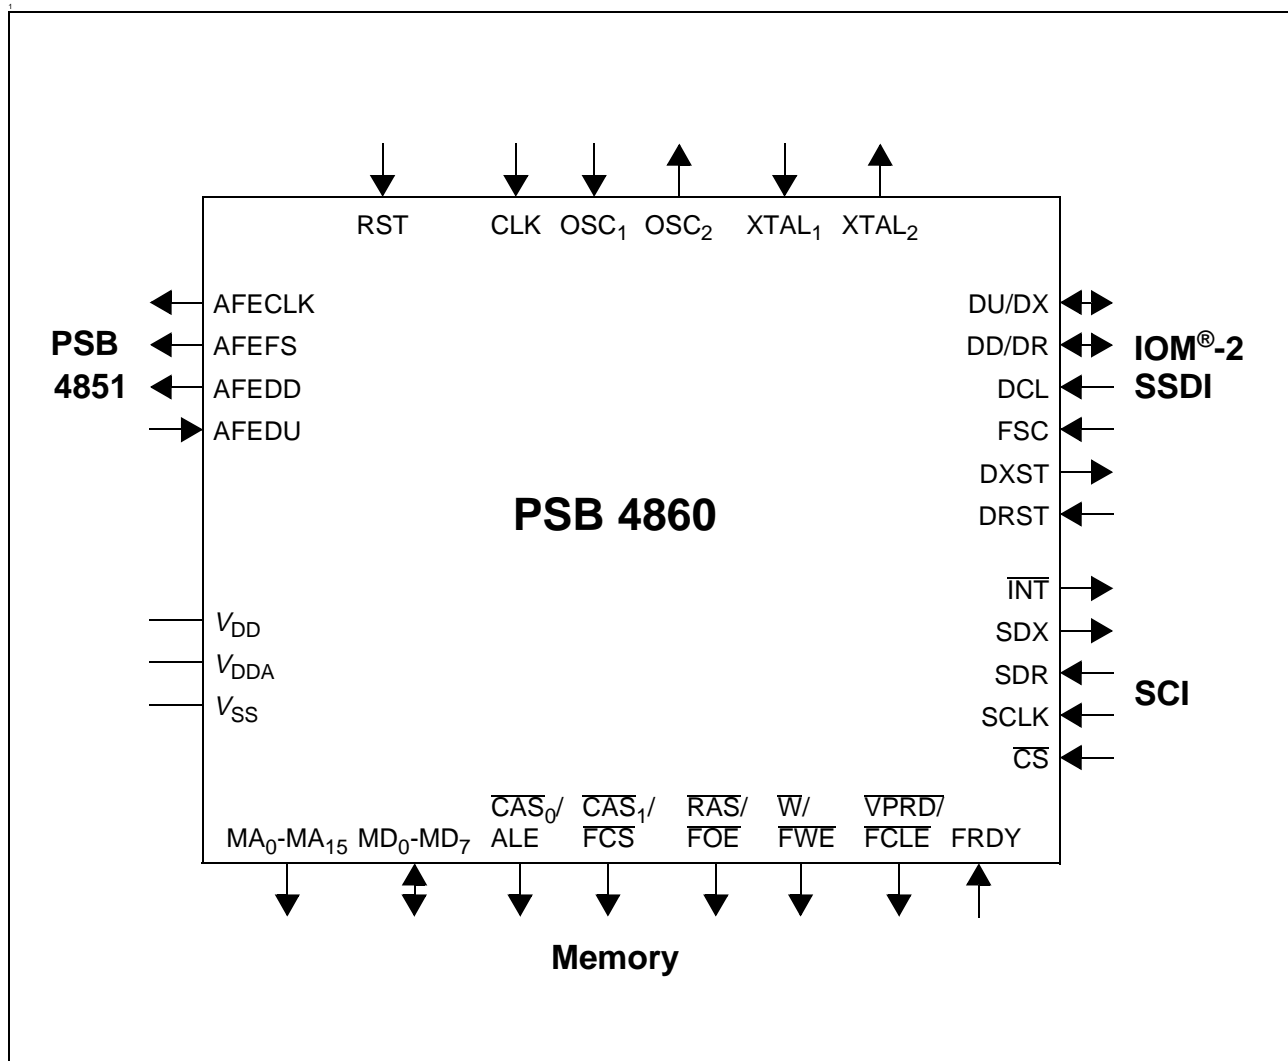 1
RST CLK OSC1 OSC2 XTAL1 XTAL2
AFECLK DU/DX
PSB AFEFS DD/DR IOM®-2
4851 AFEDD DCL SSDI
AFEDU FSC
DXST
PSB 4860 DRST
INT
VDD SDX
VDDA SDR SCI
VSS SCLK
CS
CAS0/ CAS1/ RAS/ W/ VPRD/
MA0-MA15 MD0-MD7 ALE FCS FOE FWE FCLE FRDY
Memory